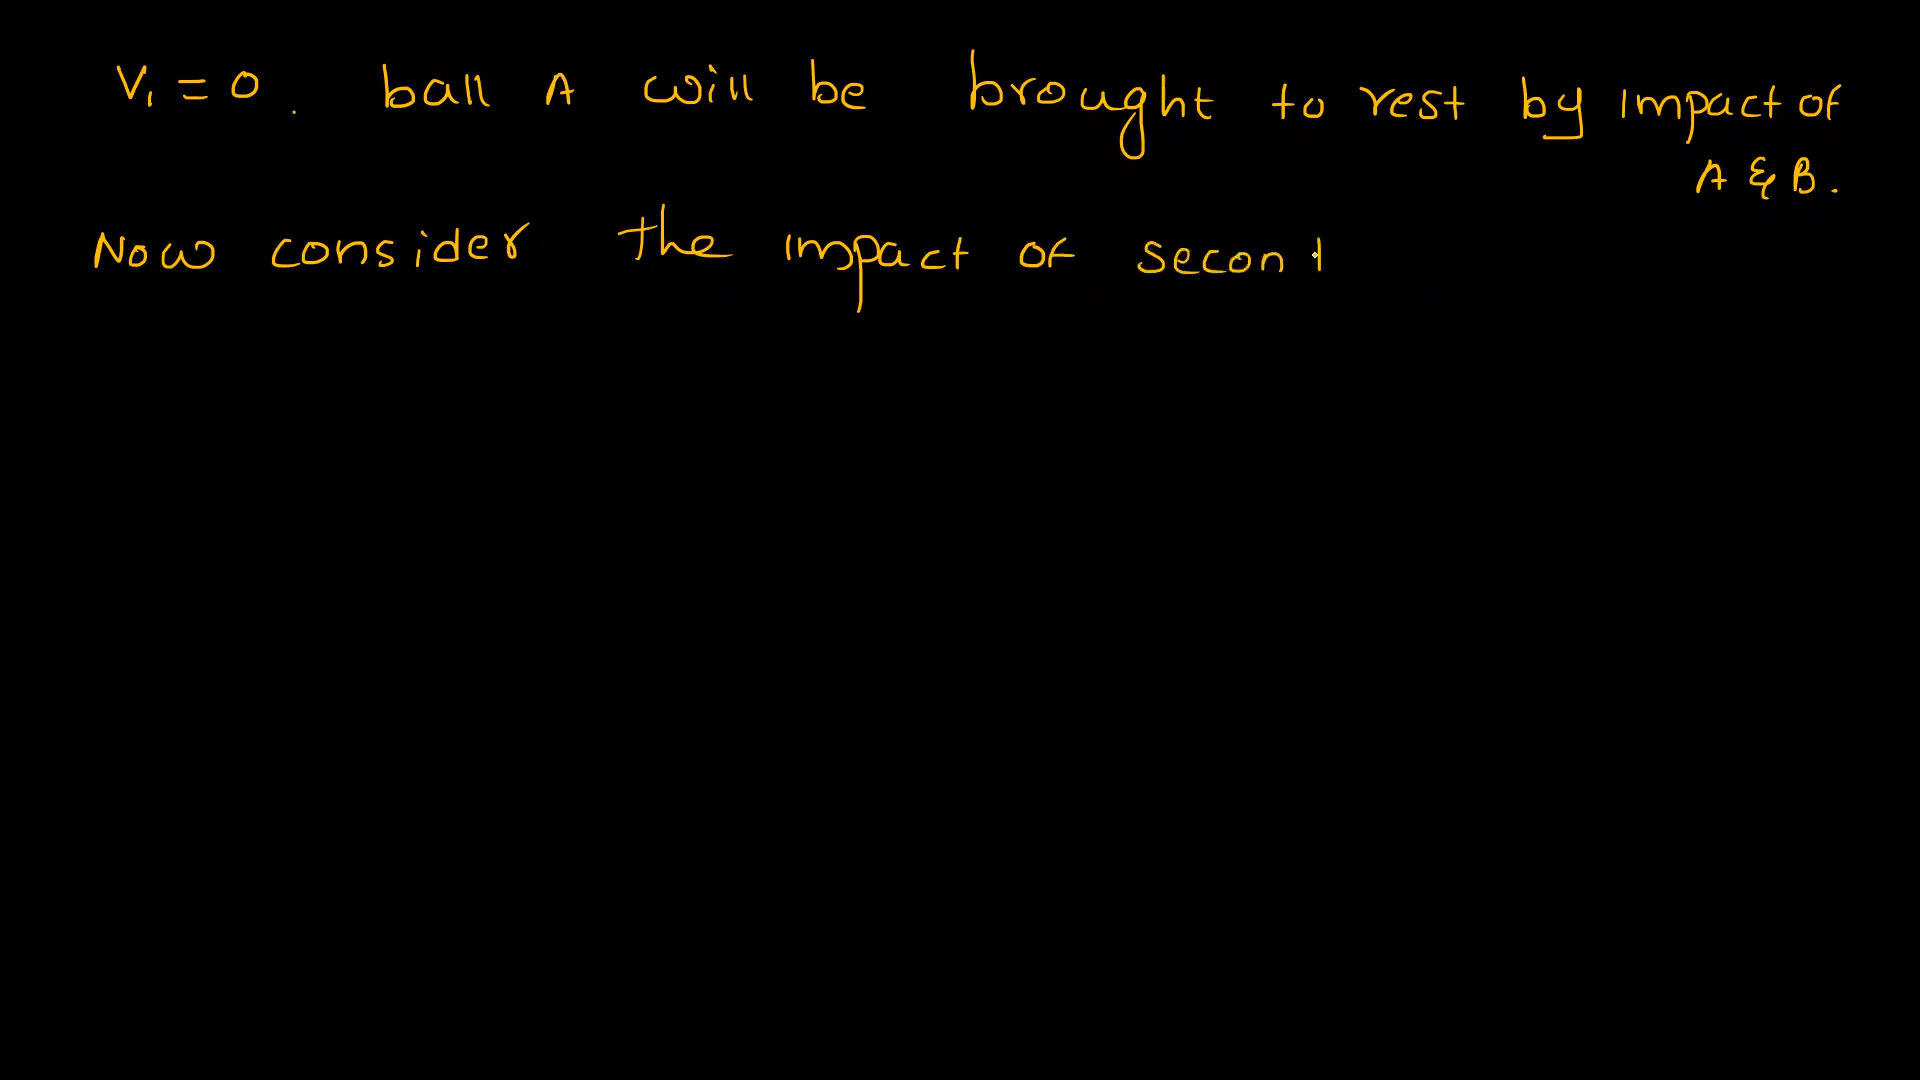 V₁ = 0 . ball A will be brought to rest by impact of
A & B .
Now consider the impact of secon